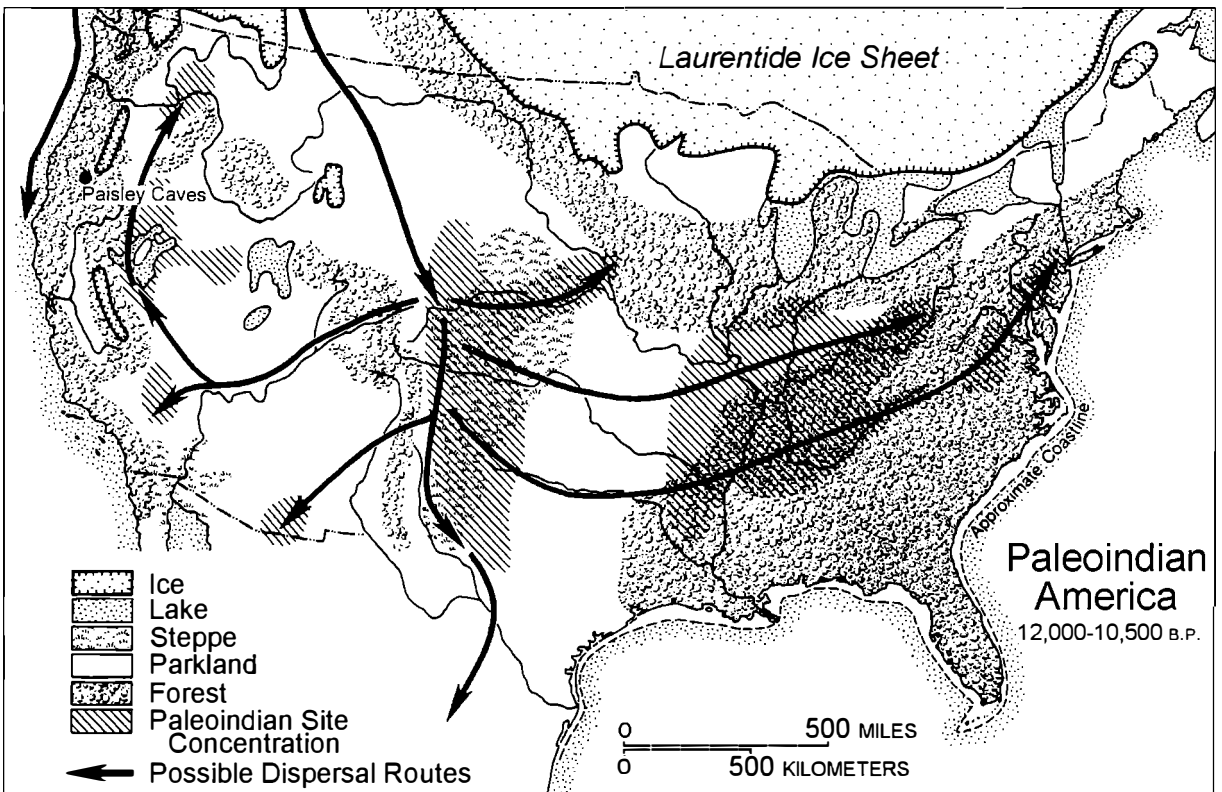 Laurentide Ice Sheet
Paisley Caves
Approximate Coastline
Paleoindian
America
12,000-10,500 B.P.
Ice
Lake
Steppe
Parkland
Forest
Paleoindian Site
Concentration
Possible Dispersal Routes
0 500 MILES
0 500 KILOMETERS